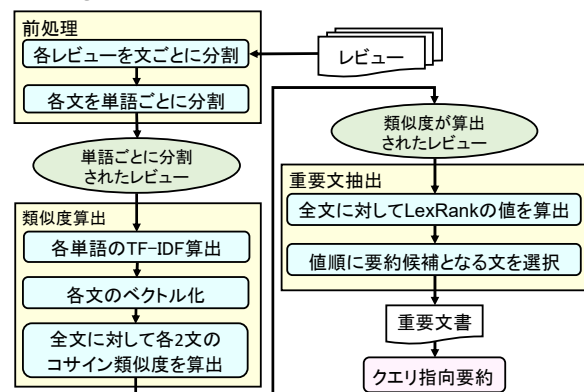 前処理
各レビューを文ごとに分割
各文を単語ごとに分割
レビュー
単語ごとに分割
されたレビュー
類似度算出
各単語のTF-IDF算出
各文のベクトル化
全文に対して各2文の
コサイン類似度を算出
類似度が算出
されたレビュー
重要文抽出
全文に対してLexRankの値を算出
値順に要約候補となる文を選択
重要文書
クエリ指向要約